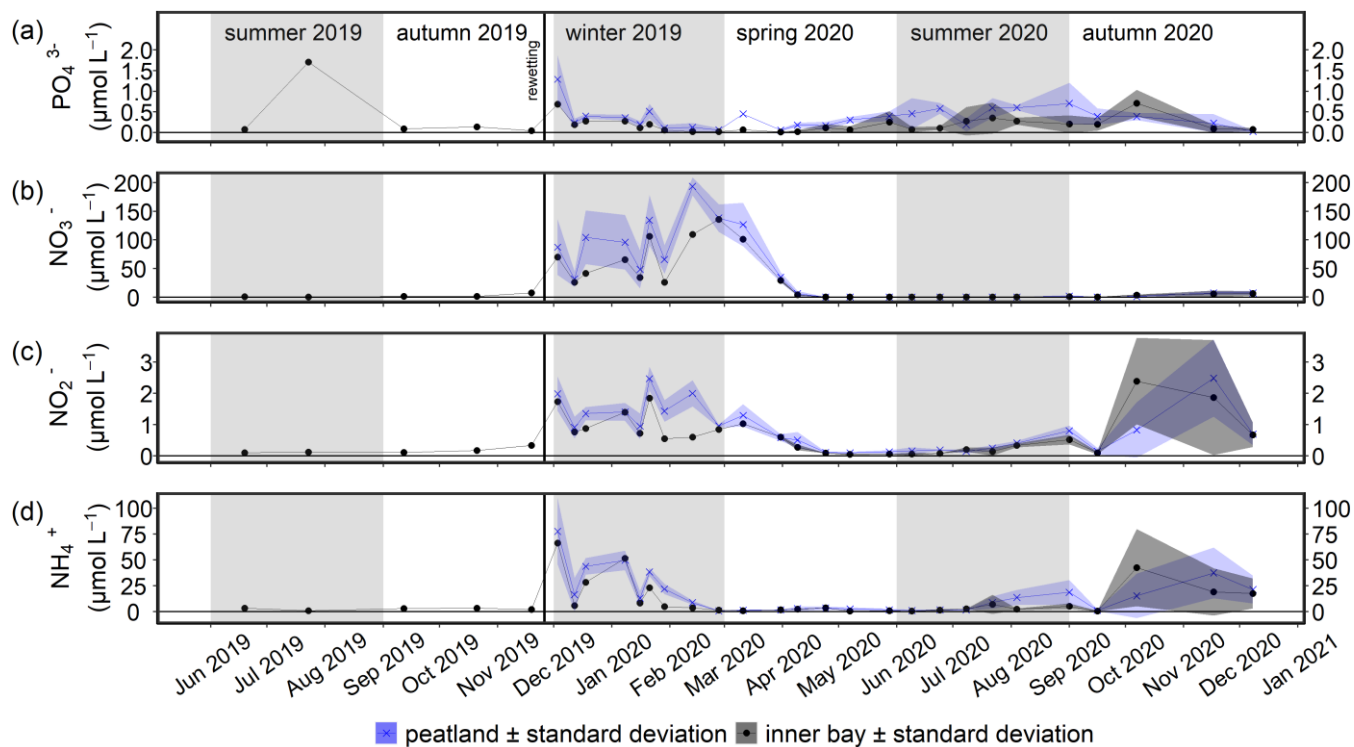 (a)
PO₄³⁻
(µmol L⁻¹)
2.0
1.5
1.0
0.5
0.0
summer 2019
autumn 2019
rewetting
winter 2019
spring 2020
summer 2020
autumn 2020
2.0
1.5
1.0
0.5
0.0
(b)
NO₃⁻
(µmol L⁻¹)
200
150
100
50
0
200
150
100
50
0
(c)
NO₂⁻
(µmol L⁻¹)
3
2
1
0
3
2
1
0
(d)
NH₄⁺
(µmol L⁻¹)
100
75
50
25
0
100
75
50
25
0
Jun 2019
Jul 2019
Aug 2019
Sep 2019
Oct 2019
Nov 2019
Dec 2019
Jan 2020
Feb 2020
Mar 2020
Apr 2020
May 2020
Jun 2020
Jul 2020
Aug 2020
Sep 2020
Oct 2020
Nov 2020
Dec 2020
Jan 2021
peatland ± standard deviation
inner bay ± standard deviation